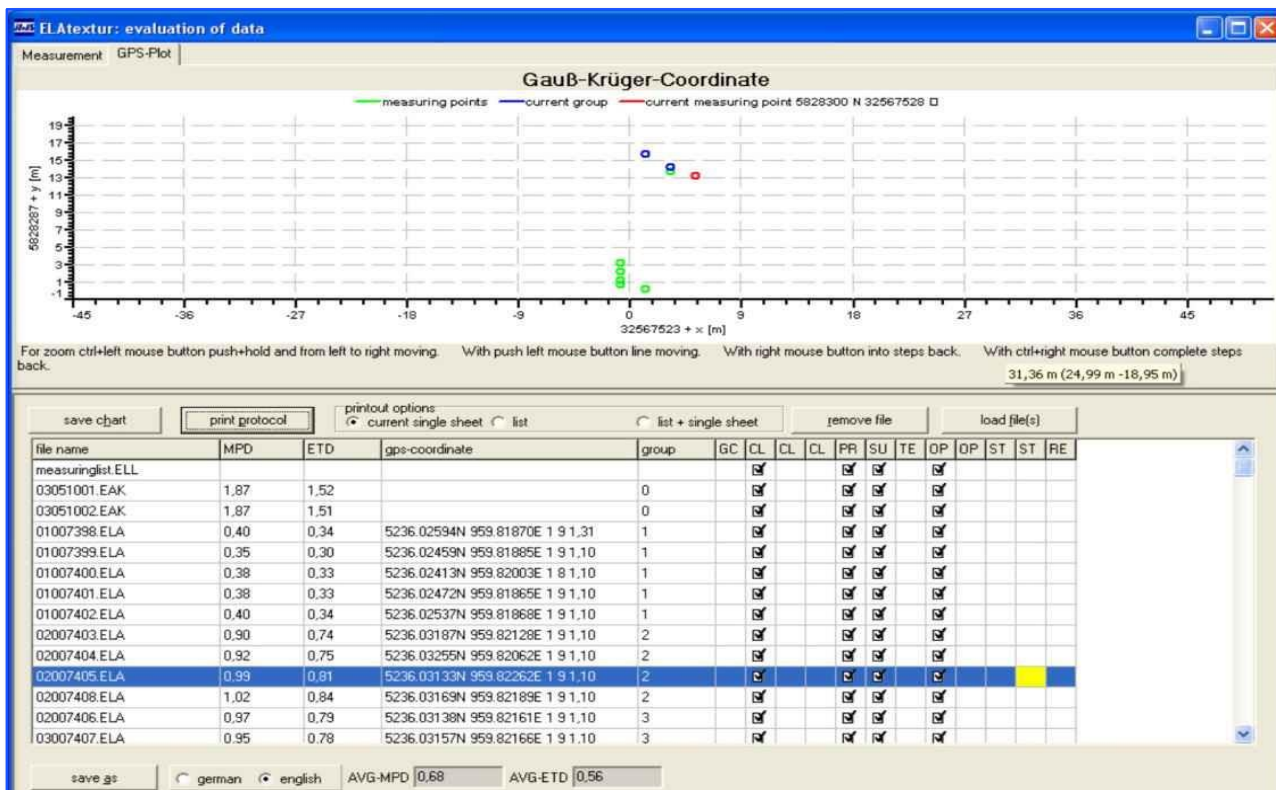 ELAtextur: evaluation of data
Measurement GPS-Plot
Gauß-Krüger-Coordinate
measuring points current group current measuring point 5828300 N 32567528
19
17
15
13
11
9
7
5
3
1
-1
5828287 + y [m]
-45 -36 -27 -18 -9 0 9 18 27 36 45
32567523 + x [m]
For zoom ctrl+left mouse button push+hold and from left to right moving. With push left mouse button line moving. With right mouse button into steps back. With ctrl+right mouse button complete steps
back.
31,36 m (24,99 m -18,95 m)
printout options
save chart print protocol current single sheet list list + single sheet remove file load file(s)
file name MPD ETD gps-coordinate group GC CL CL CL PR SU TE OP OP ST ST RE
measuringlist.ELL
03051001.EAK 1,87 1,52 0
03051002.EAK 1,87 1,51 0
01007398.ELA 0,40 0,34 5236.02594N 959.81870E 1 9 1,31 1
01007399.ELA 0,35 0,30 5236.02459N 959.81885E 1 9 1,10 1
01007400.ELA 0,38 0,33 5236.02413N 959.82003E 1 8 1,10 1
01007401.ELA 0,38 0,33 5236.02472N 959.81865E 1 9 1,10 1
01007402.ELA 0,40 0,34 5236.02537N 959.81868E 1 9 1,10 1
02007403.ELA 0,90 0,74 5236.03187N 959.82128E 1 9 1,10 2
02007404.ELA 0,92 0,75 5236.03255N 959.82062E 1 9 1,10 2
02007405.ELA 0,99 0,81 5236.03133N 959.82262E 1 9 1,10 2
02007408.ELA 1,02 0,84 5236.03169N 959.82189E 1 9 1,10 2
02007406.ELA 0,97 0,79 5236.03138N 959.82161E 1 9 1,10 3
03007407.ELA 0,95 0,78 5236.03157N 959.82166E 1 9 1,10 3
save as german english AVG-MPD 0,68 AVG-ETD 0,56